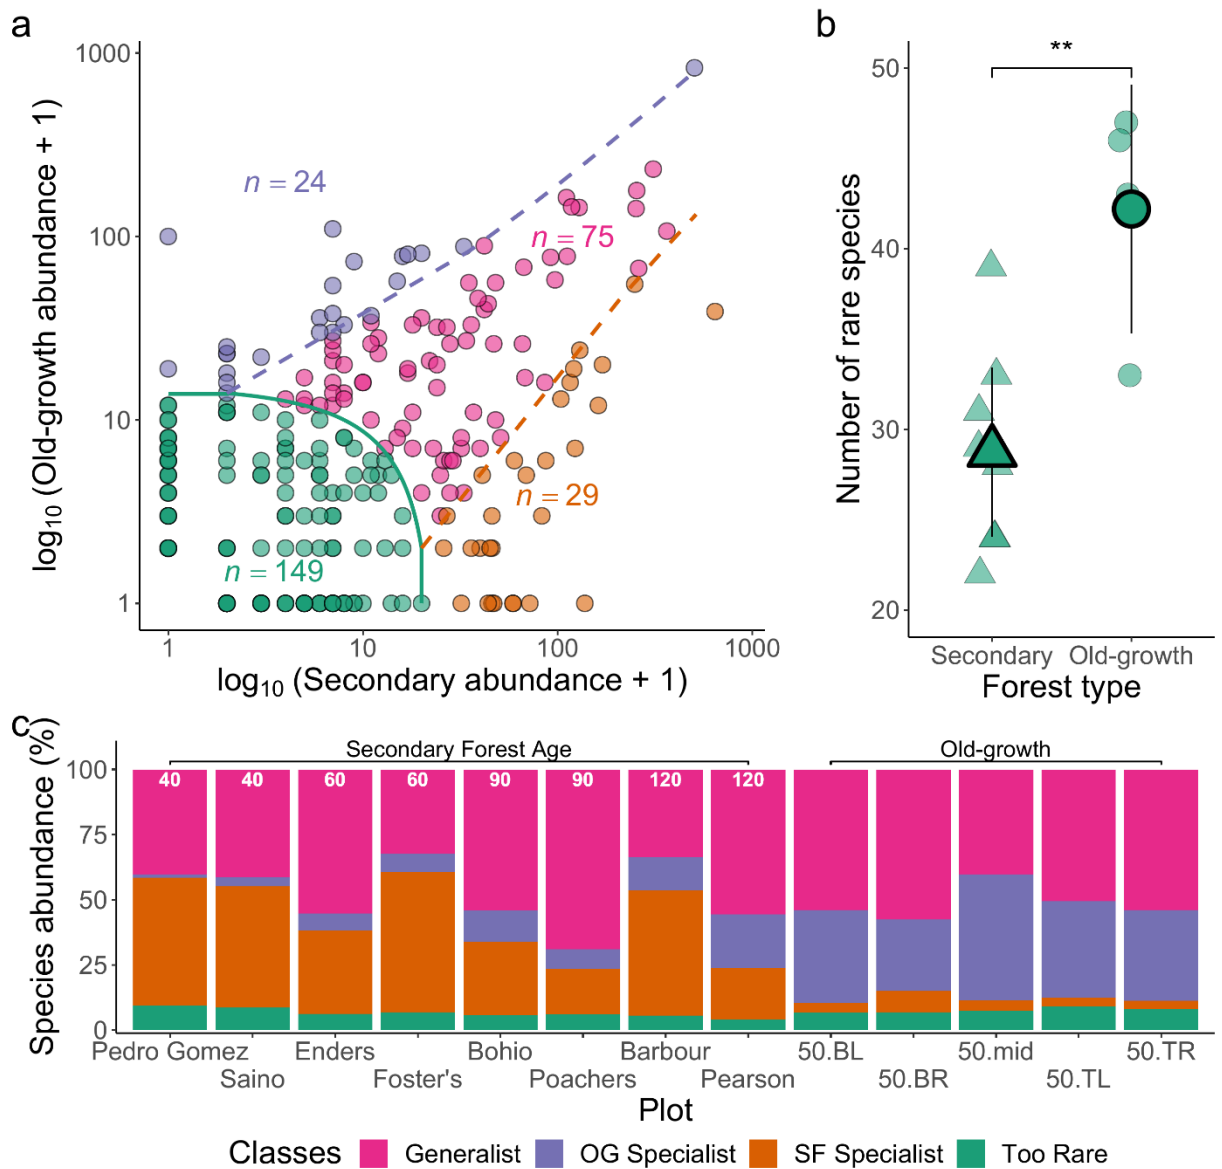 a
1000
100
10
1
log₁₀ (Old-growth abundance + 1)
n = 24
n = 75
n = 29
n = 149
1 10 100 1000
log₁₀ (Secondary abundance + 1)
b
**
50
40
30
20
Number of rare species
Secondary Old-growth
Forest type
c
Species abundance (%)
100
75
50
25
0
Secondary Forest Age Old-growth
40 40 60 60 90 90 120 120
Pedro Gomez Enders Bohio Barbour 50.BL 50.mid 50.TR
Saino Foster's Poachers Pearson 50.BR 50.TL
Plot
Classes Generalist OG Specialist SF Specialist Too Rare